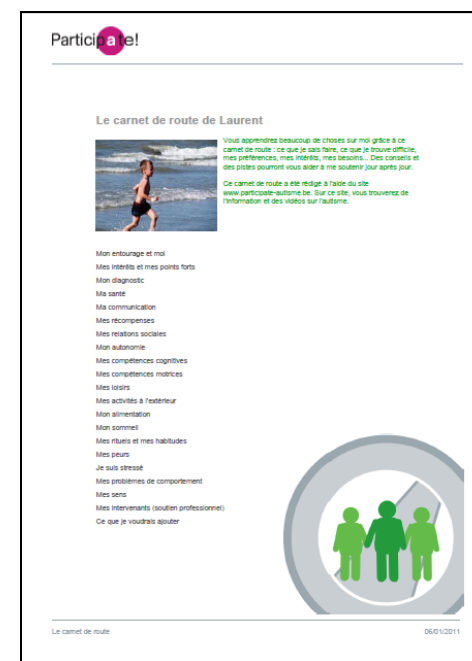 Participate!
Le carnet de route de Laurent
Vous apprendrez beaucoup de choses sur moi grâce à ce
carnet de route : ce que je sais faire, ce que je trouve difficile,
mes préférences, mes intérêts, mes besoins... Des conseils et
des pistes pourront vous aider à me soutenir jour après jour.
Ce carnet de route a été rédigé à l'aide du site
www.participate-autisme.be. Sur ce site, vous trouverez de
l'information et des vidéos sur l'autisme.
Mon entourage et moi
Mes intérêts et mes points forts
Mon diagnostic
Ma santé
Ma communication
Mes récompenses
Mes relations sociales
Mon autonomie
Mes compétences cognitives
Mes compétences motrices
Mes loisirs
Mes activités à l'extérieur
Mon alimentation
Mon sommeil
Mes rituels et mes habitudes
Mes peurs
Je suis stressé
Mes problèmes de comportement
Mes sens
Mes intervenants (soutien professionnel)
Ce que je voudrais ajouter
Le carnet de route 06/01/2011